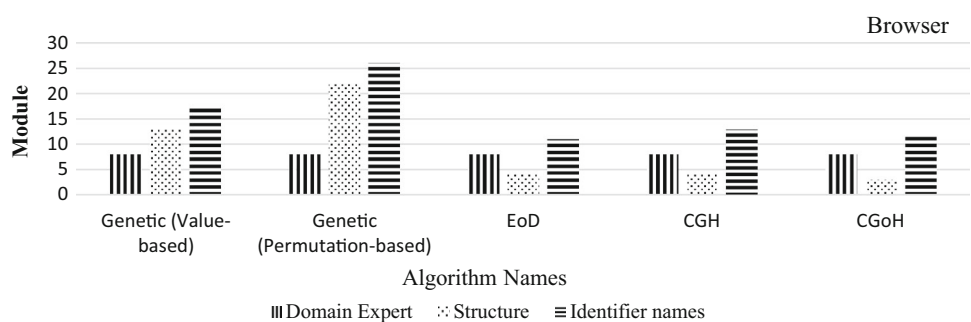 Browser
Module
30
25
20
15
10
5
0
Genetic (Value-
based)
Genetic
(Permutation-based)
EoD
CGH
CGoH
Algorithm Names
Domain Expert Structure Identifier names